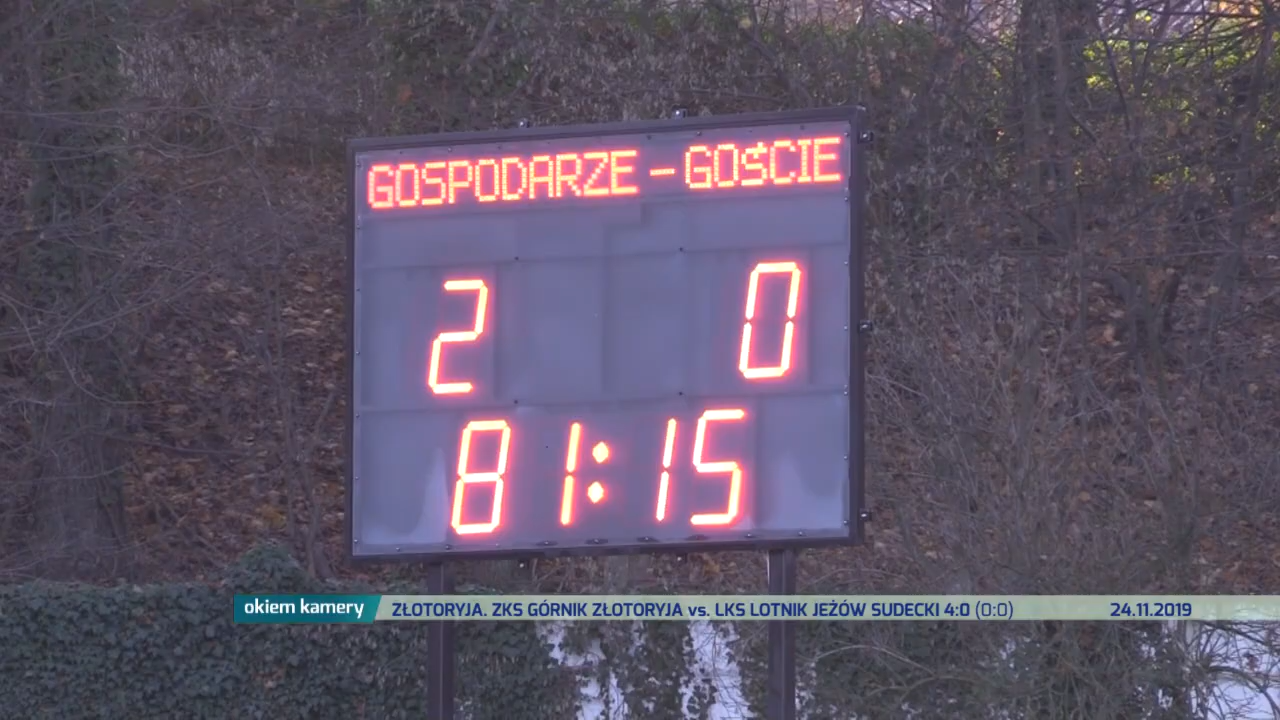 GOSPODARZE - GOŚCIE
2 0
81:15
okiem kamery ZŁOTORYJA. ZKS GÓRNIK ZŁOTORYJA vs. LKS LOTNIK JEŻÓW SUDECKI 4:0 (0:0) 24.11.2019